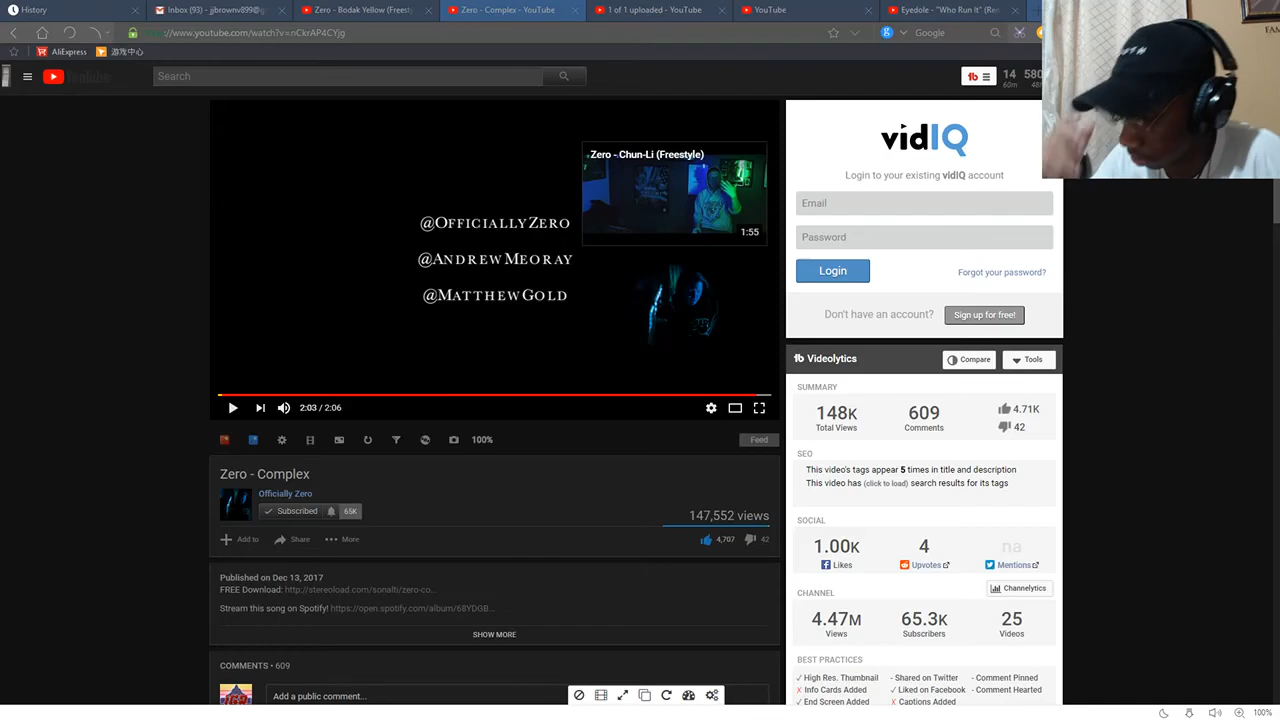 History
Inbox (93) - jjbrownv899@g
Zero - Bodak Yellow (Freesty
Zero - Complex - YouTube
1 of 1 uploaded - YouTube
YouTube
Eyedole - "Who Run It" (Re
www.youtube.com/watch?v=nCkrAP4CYjg
Google
AliExpress
游戏中心
YouTube
Search
14
60m
580
48
Zero - Chun-Li (Freestyle)
1:55
@OfficiallyZero
@AndrewMeoray
@MatthewGold
2:03 / 2:06
100%
Feed
Zero - Complex
Officially Zero
Subscribed
65K
147,552 views
Add to
Share
More
4,707
42
Published on Dec 13, 2017
FREE Download: http://stereoload.com/sonalti/zero-co...
Stream this song on Spotify! https://open.spotify.com/album/68YDGB...
SHOW MORE
COMMENTS • 609
Add a public comment...
vidIQ
Login to your existing vidIQ account
Email
Password
Login
Forgot your password?
Don't have an account?
Sign up for free!
tb Videolytics
Compare
Tools
SUMMARY
148K
Total Views
609
Comments
4.71K
42
SEO
This video's tags appear 5 times in title and description
This video has (click to load) search results for its tags
SOCIAL
1.00K
Likes
4
Upvotes
na
Mentions
Channelytics
CHANNEL
4.47M
Views
65.3K
Subscribers
25
Videos
BEST PRACTICES
√ High Res. Thumbnail
- Shared on Twitter
- Comment Pinned
✗ Info Cards Added
√ Liked on Facebook
- Comment Hearted
√ End Screen Added
✗ Captions Added
100%